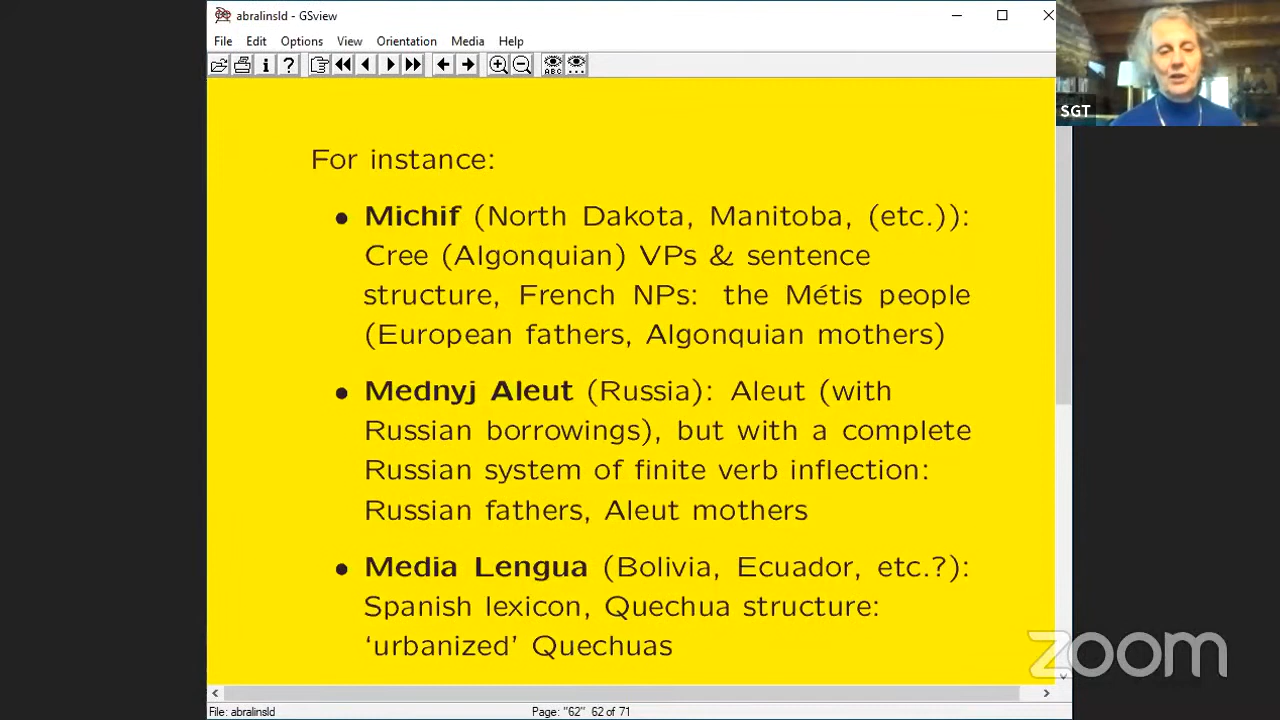 abralinsld - GSview
File Edit Options View Orientation Media Help
SGT
For instance:
• Michif (North Dakota, Manitoba, (etc.)):
Cree (Algonquian) VPs & sentence
structure, French NPs: the Métis people
(European fathers, Algonquian mothers)
• Mednyj Aleut (Russia): Aleut (with
Russian borrowings), but with a complete
Russian system of finite verb inflection:
Russian fathers, Aleut mothers
• Media Lengua (Bolivia, Ecuador, etc.?):
Spanish lexicon, Quechua structure:
‘urbanized’ Quechuas
zoom
File: abralinsld Page: "62" 62 of 71